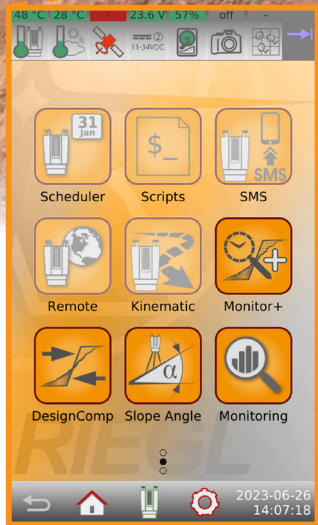 48 °C 28 °C - 23.6 V 57% off -
11-34VDC
31
Jan
$_
SMS
Scheduler Scripts SMS
Remote Kinematic Monitor+
α
DesignComp Slope Angle Monitoring
RIEGL
2023-06-26
14:07:18